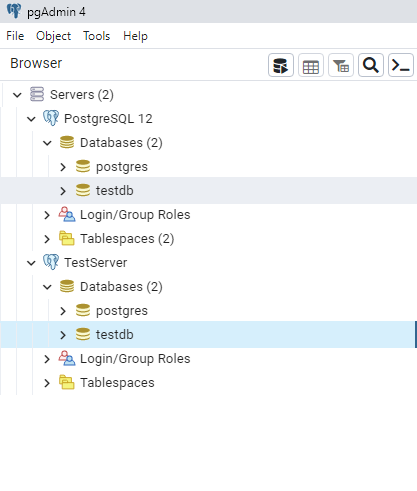 pgAdmin 4
File Object Tools Help
Browser
Servers (2)
PostgreSQL 12
Databases (2)
postgres
testdb
Login/Group Roles
Tablespaces (2)
TestServer
Databases (2)
postgres
testdb
Login/Group Roles
Tablespaces